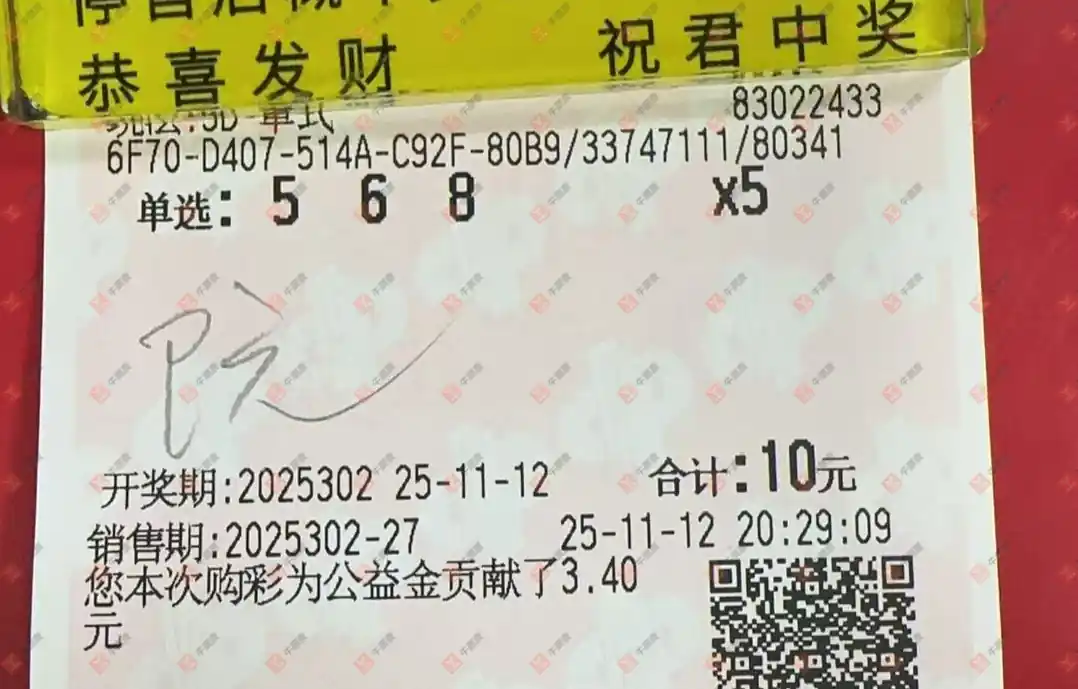 恭喜发财 祝君中奖
83022433
6F70-D407-514A-C92F-80B9/33747111/80341
单选: 5 6 8 x5
开奖期:2025302 25-11-12 合计:10元
销售期:2025302-27 25-11-12 20:29:09
您本次购彩为公益金贡献了3.40
元